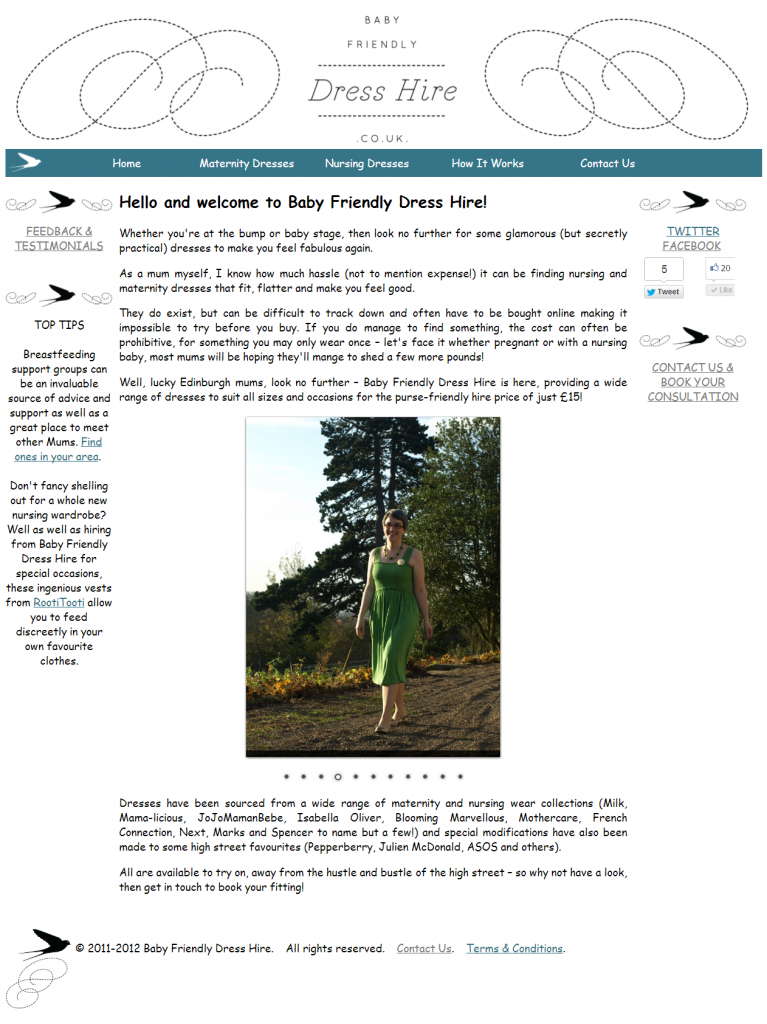 BABY
FRIENDLY
Dress Hire
.CO.UK.
Home Maternity Dresses Nursing Dresses How It Works Contact Us
FEEDBACK &
TESTIMONIALS
TOP TIPS
Breastfeeding
support groups can
be an invaluable
source of advice and
support as well as a
great place to meet
other Mums. Find
ones in your area.
Don't fancy shelling
out for a whole new
nursing wardrobe?
Well as well as hiring
from Baby Friendly
Dress Hire for
special occasions,
these ingenious vests
from RootiTooti allow
you to feed
discreetly in your
own favourite
clothes.
Hello and welcome to Baby Friendly Dress Hire!
Whether you're at the bump or baby stage, then look no further for some glamorous (but secretly
practical) dresses to make you feel fabulous again.
As a mum myself, I know how much hassle (not to mention expense!) it can be finding nursing and
maternity dresses that fit, flatter and make you feel good.
They do exist, but can be difficult to track down and often have to be bought online making it
impossible to try before you buy. If you do manage to find something, the cost can often be
prohibitive, for something you may only wear once – let's face it whether pregnant or with a nursing
baby, most mums will be hoping they'll mange to shed a few more pounds!
Well, lucky Edinburgh mums, look no further – Baby Friendly Dress Hire is here, providing a wide
range of dresses to suit all sizes and occasions for the purse-friendly hire price of just £15!
Dresses have been sourced from a wide range of maternity and nursing wear collections (Milk,
Mama-licious, JoJoMamanBebe, Isabella Oliver, Blooming Marvellous, Mothercare, French
Connection, Next, Marks and Spencer to name but a few!) and special modifications have also been
made to some high street favourites (Pepperberry, Julien McDonald, ASOS and others).
All are available to try on, away from the hustle and bustle of the high street – so why not have a look,
then get in touch to book your fitting!
TWITTER
FACEBOOK
5 20
Tweet Like
CONTACT US &
BOOK YOUR
CONSULTATION
© 2011-2012 Baby Friendly Dress Hire. All rights reserved. Contact Us. Terms & Conditions.